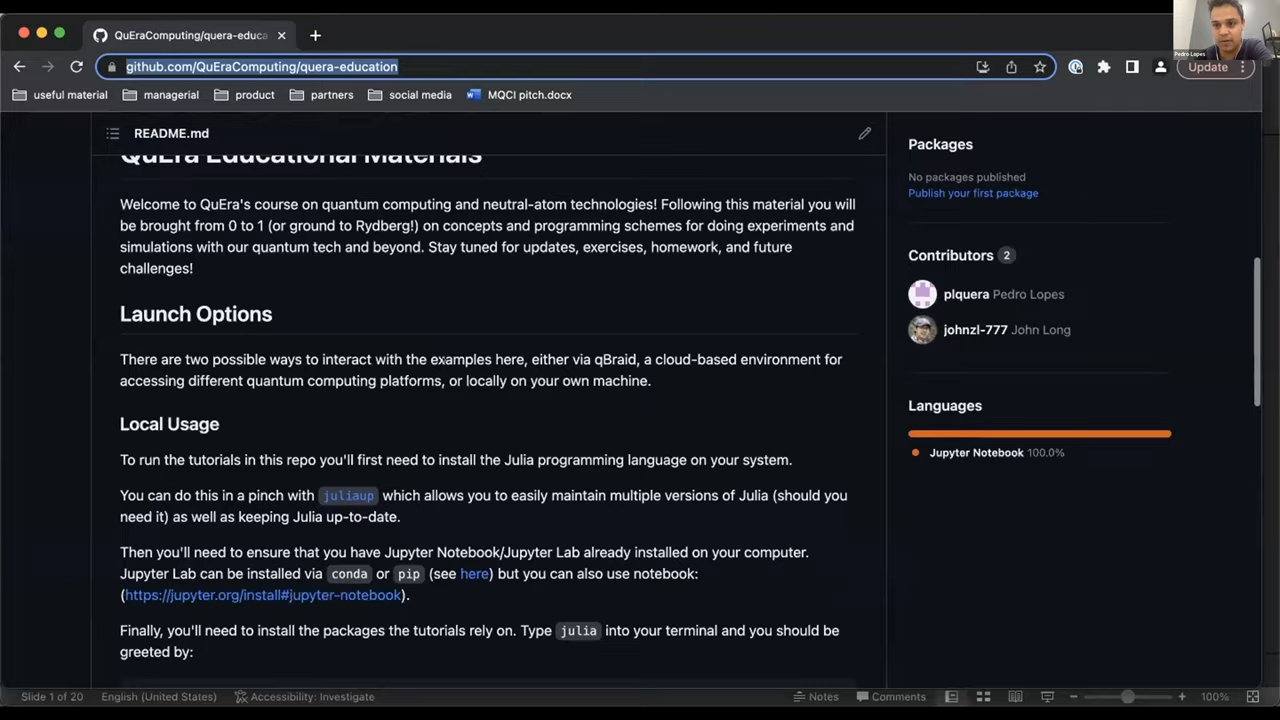 QuEraComputing/quera-educa
github.com/QuEraComputing/quera-education
Update
useful material
managerial
product
partners
social media
MQCI pitch.docx
Pedro Lopes
README.md
QuEra Educational Materials
Welcome to QuEra's course on quantum computing and neutral-atom technologies! Following this material you will
be brought from 0 to 1 (or ground to Rydberg!) on concepts and programming schemes for doing experiments and
simulations with our quantum tech and beyond. Stay tuned for updates, exercises, homework, and future
challenges!
Launch Options
There are two possible ways to interact with the examples here, either via qBraid, a cloud-based environment for
accessing different quantum computing platforms, or locally on your own machine.
Local Usage
To run the tutorials in this repo you'll first need to install the Julia programming language on your system.
You can do this in a pinch with juliaup which allows you to easily maintain multiple versions of Julia (should you
need it) as well as keeping Julia up-to-date.
Then you'll need to ensure that you have Jupyter Notebook/Jupyter Lab already installed on your computer.
Jupyter Lab can be installed via conda or pip (see here) but you can also use notebook:
(https://jupyter.org/install#jupyter-notebook).
Finally, you'll need to install the packages the tutorials rely on. Type julia into your terminal and you should be
greeted by:
Packages
No packages published
Publish your first package
Contributors 2
plquera Pedro Lopes
johnzl-777 John Long
Languages
Jupyter Notebook 100.0%
Slide 1 of 20
English (United States)
Accessibility: Investigate
Notes
Comments
100%